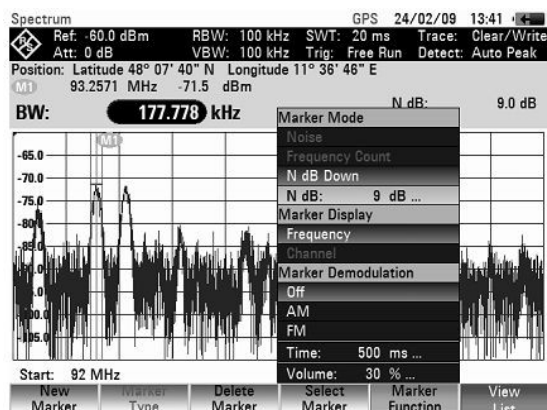 Spectrum GPS 24/02/09 13:41
Ref: -60.0 dBm RBW: 100 kHz SWT: 20 ms Trace: Clear/Write
Att: 0 dB VBW: 100 kHz Trig: Free Run Detect: Auto Peak
Position: Latitude 48° 07' 40" N Longitude 11° 36' 46" E
M1 93.2571 MHz -71.5 dBm
N dB: 9.0 dB
BW: 177.778 kHz
Marker Mode
M1
Noise
-65.0
Frequency Count
-70.0
N dB Down
-75.0
N dB: 9 dB ...
-80.0
Marker Display
Frequency
Channel
Marker Demodulation
Off
AM
FM
Time: 500 ms ...
Start: 92 MHz
Volume: 30 % ...
New Marker
Marker Type
Delete Marker
Select Marker
Marker Function
View List